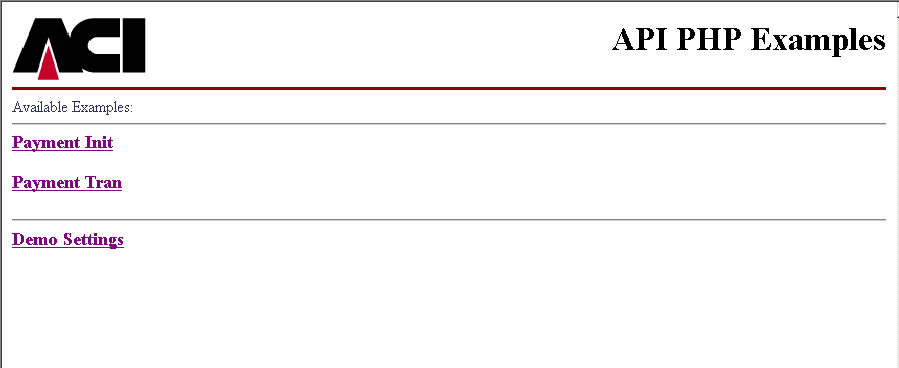 ACI
API PHP Examples
Available Examples:
Payment Init
Payment Tran
Demo Settings